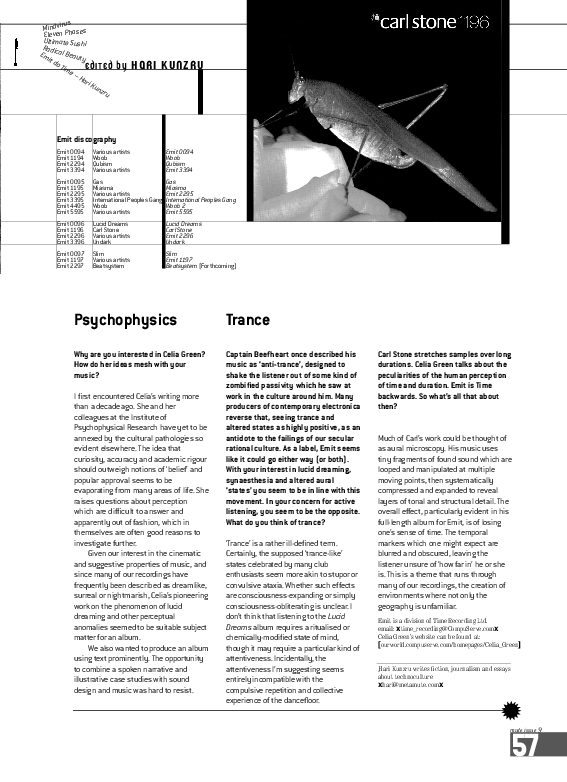 Mindvirus
Eleven Phases
Ultimate Sushi
Radical Beauty
Emit do Time – Hari Kunzru
edited by HARI KUNZRU
carl stone 1196
Emit discography
Emit 0094 Various artists Emit 0094
Emit 1194 Woob Woob
Emit 2294 Qubism Qubism
Emit 3394 Various artists Emit 3394
Emit 0095 Gas Gas
Emit 1195 Miasma Miasma
Emit 2295 Various artists Emit 2295
Emit 3395 International Peoples Gang International Peoples Gang
Emit 4495 Woob Woob 2
Emit 5595 Various artists Emit 5595
Emit 0096 Lucid Dreams Lucid Dreams
Emit 1196 Carl Stone Carl Stone
Emit 2296 Various artists Emit 2296
Emit 3396 Undark Undark
Emit 0097 Slim Slim
Emit 1197 Various artists Emit 1197
Emit 2297 Beatsystem Beatsystem (Forthcoming)
Psychophysics
Why are you interested in Celia Green?
How do her ideas mesh with your
music?
I first encountered Celia's writing more
than a decade ago. She and her
colleagues at the Institute of
Psychophysical Research have yet to be
annexed by the cultural pathologies so
evident elsewhere. The idea that
curiosity, accuracy and academic rigour
should outweigh notions of 'belief' and
popular approval seems to be
evaporating from many areas of life. She
raises questions about perception
which are difficult to answer and
apparently out of fashion, which in
themselves are often good reasons to
investigate further.
Given our interest in the cinematic
and suggestive properties of music, and
since many of our recordings have
frequently been described as dreamlike,
surreal or nightmarish, Celia's pioneering
work on the phenomenon of lucid
dreaming and other perceptual
anomalies seemed to be suitable subject
matter for an album.
We also wanted to produce an album
using text prominently. The opportunity
to combine a spoken narrative and
illustrative case studies with sound
design and music was hard to resist.
Trance
Captain Beefheart once described his
music as 'anti-trance', designed to
shake the listener out of some kind of
zombified passivity which he saw at
work in the culture around him. Many
producers of contemporary electronica
reverse that, seeing trance and
altered states as highly positive, as an
antidote to the failings of our secular
rational culture. As a label, Emit seems
like it could go either way (or both).
With your interest in lucid dreaming,
synaesthesia and altered aural
'states' you seem to be in line with this
movement. In your concern for active
listening, you seem to be the opposite.
What do you think of trance?
'Trance' is a rather ill-defined term.
Certainly, the supposed 'trance-like'
states celebrated by many club
enthusiasts seem more akin to stupor or
convulsive ataxia. Whether such effects
are consciousness-expanding or simply
consciousness-obliterating is unclear. I
don't think that listening to the Lucid
Dreams album requires a ritualised or
chemically-modified state of mind,
though it may require a particular kind of
attentiveness. Incidentally, the
attentiveness I'm suggesting seems
entirely incompatible with the
compulsive repetition and collective
experience of the dancefloor.
Carl Stone stretches samples over long
durations. Celia Green talks about the
peculiarities of the human perception
of time and duration. Emit is Time
backwards. So what's all that about
then?
Much of Carl's work could be thought of
as aural microscopy. His music uses
tiny fragments of found sound which are
looped and manipulated at multiple
moving points, then systematically
compressed and expanded to reveal
layers of tonal and structural detail. The
overall effect, particularly evident in his
full-length album for Emit, is of losing
one's sense of time. The temporal
markers which one might expect are
blurred and obscured, leaving the
listener unsure of 'how far in' he or she
is. This is a theme that runs through
many of our recordings, the creation of
environments where not only the
geography is unfamiliar.
Emit is a division of Time Recording Ltd.
email: xtime_recording@CompuServe.comx
Celia Green's website can be found at:
[ourworld.compuserve.com/homepages/Celia_Green]
Hari Kunzru writes fiction, journalism and essays
about technoculture
xhari@metamute.comx
mute issue 9
57